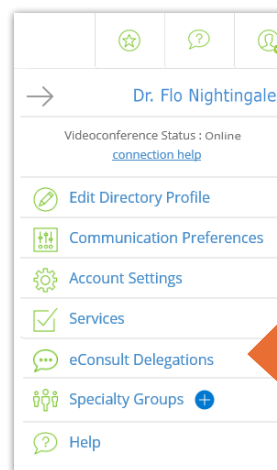 Dr. Flo Nightingale
Videoconference Status : Online
connection help
Edit Directory Profile
Communication Preferences
Account Settings
Services
eConsult Delegations
Specialty Groups
Help